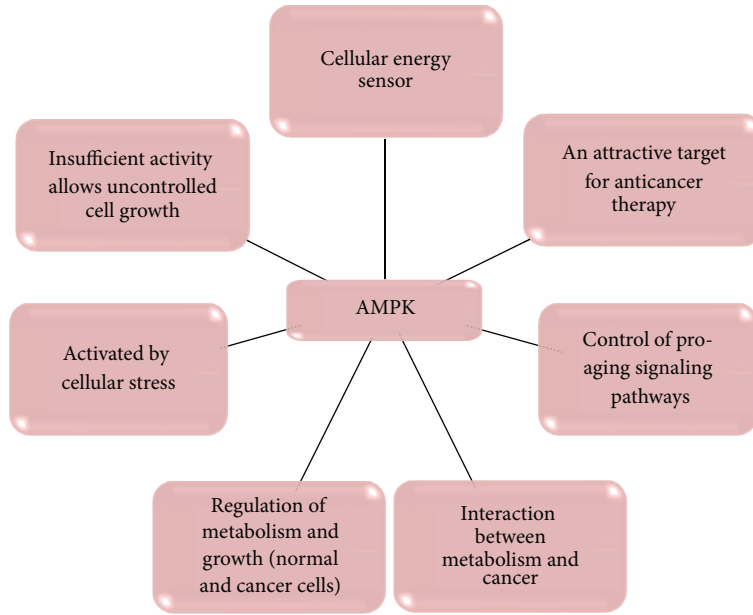 Cellular energy
sensor
Insufficient activity
allows uncontrolled
cell growth
An attractive target
for anticancer
therapy
AMPK
Activated by
cellular stress
Control of pro-
aging signaling
pathways
Regulation of
metabolism and
growth (normal
and cancer cells)
Interaction
between
metabolism and
cancer